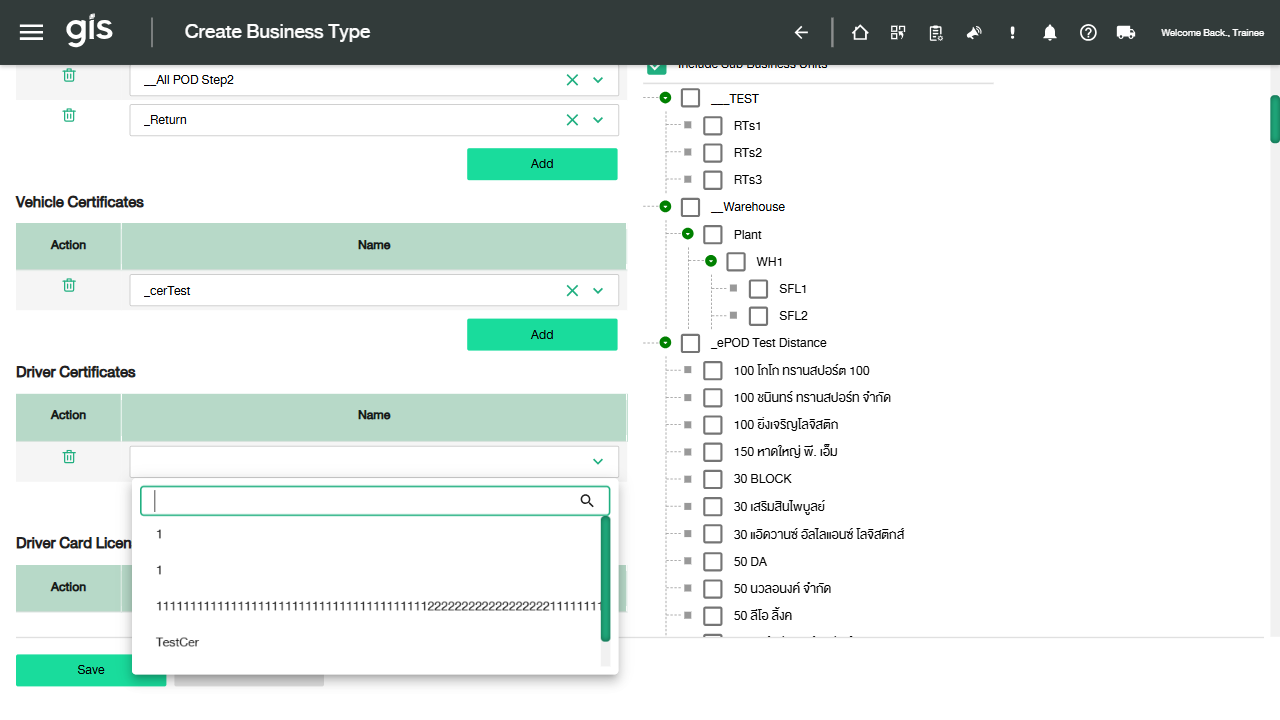 gis
Create Business Type
Welcome Back., Trainee
__All POD Step2
_Return
Add
Vehicle Certificates
Action
Name
_cerTest
Add
Driver Certificates
Action
Name
1
1
TestCer
Driver Card Licen
Action
Save
Include Sub Business Units
___TEST
RTs1
RTs2
RTs3
__Warehouse
Plant
WH1
SFL1
SFL2
_ePOD Test Distance
100 โกโก ทรานสปอร์ต 100
100 ชนินทร์ ทรานสปอร์ท จำกัด
100 ยิ่งเจริญโลจิสติก
150 หาดใหญ่ พี. เอ็ม
30 BLOCK
30 เสริมสินไพบูลย์
30 แอ๊ดวานซ์ อัลไลแอนซ์ โลจิสติกส์
50 DA
50 นวลอนงค์ จำกัด
50 ลีโอ ลิ้งค